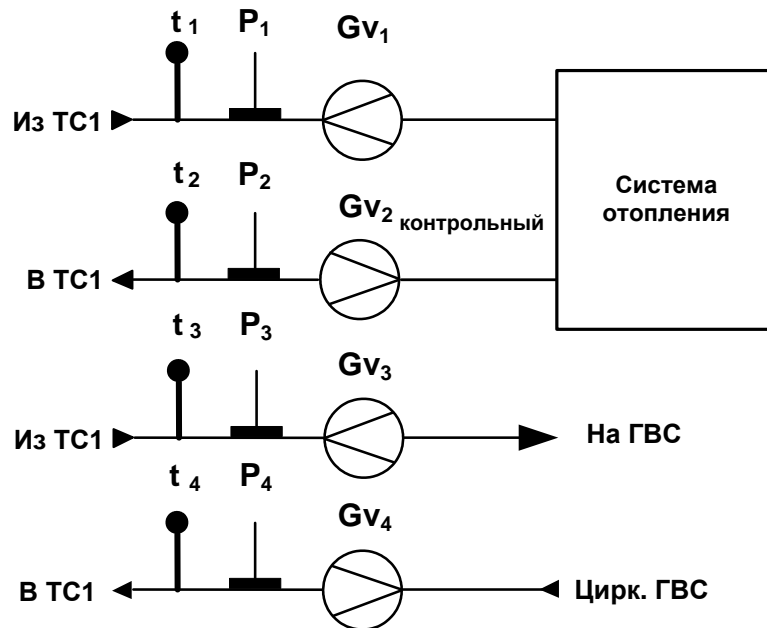 t 1 P1 Gv1
Из ТС1
t 2 P2 Gv2 контрольный
Система
отопления
В ТС1
t 3 P3 Gv3
Из ТС1
На ГВС
t 4 P4 Gv4
В ТС1
Цирк. ГВС